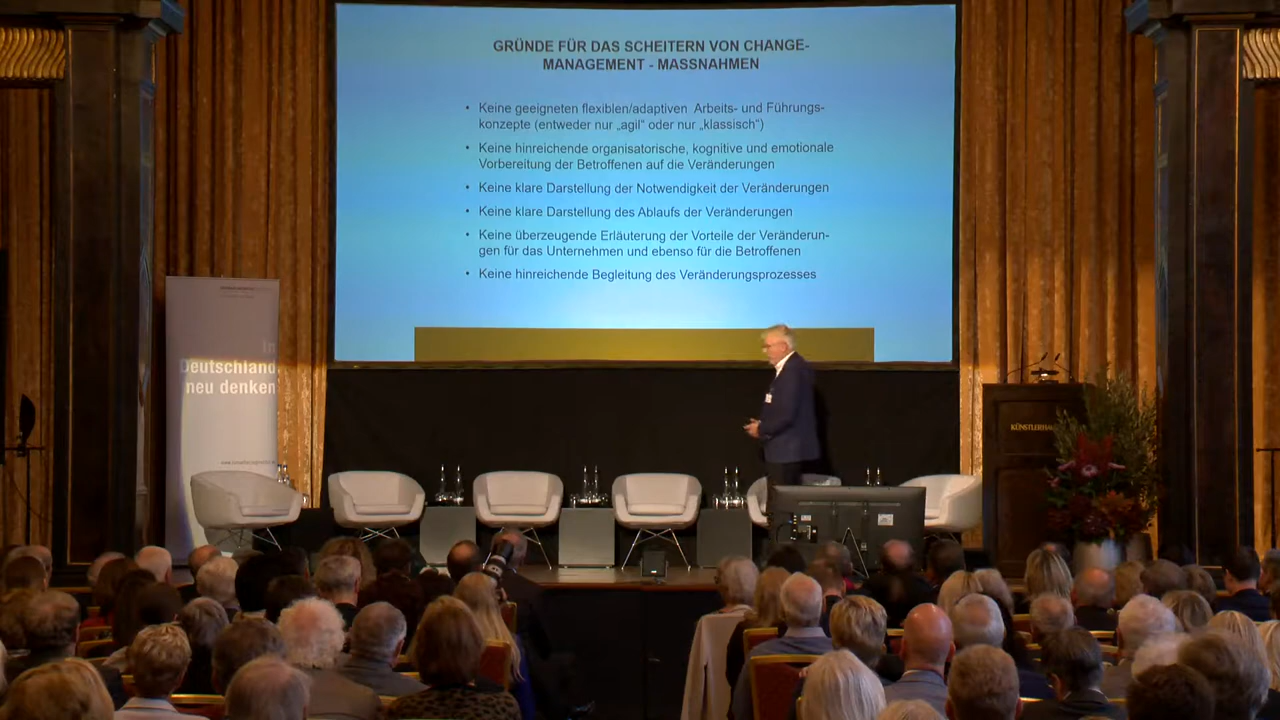 GRÜNDE FÜR DAS SCHEITERN VON CHANGE-
MANAGEMENT - MASSNAHMEN
• Keine geeigneten flexiblen/adaptiven Arbeits- und Führungs-
konzepte (entweder nur „agil“ oder nur „klassisch“)
• Keine hinreichende organisatorische, kognitive und emotionale
Vorbereitung der Betroffenen auf die Veränderungen
• Keine klare Darstellung der Notwendigkeit der Veränderungen
• Keine klare Darstellung des Ablaufs der Veränderungen
• Keine überzeugende Erläuterung der Vorteile der Veränderun-
gen für das Unternehmen und ebenso für die Betroffenen
• Keine hinreichende Begleitung des Veränderungsprozesses
In
Deutschland
neu denken